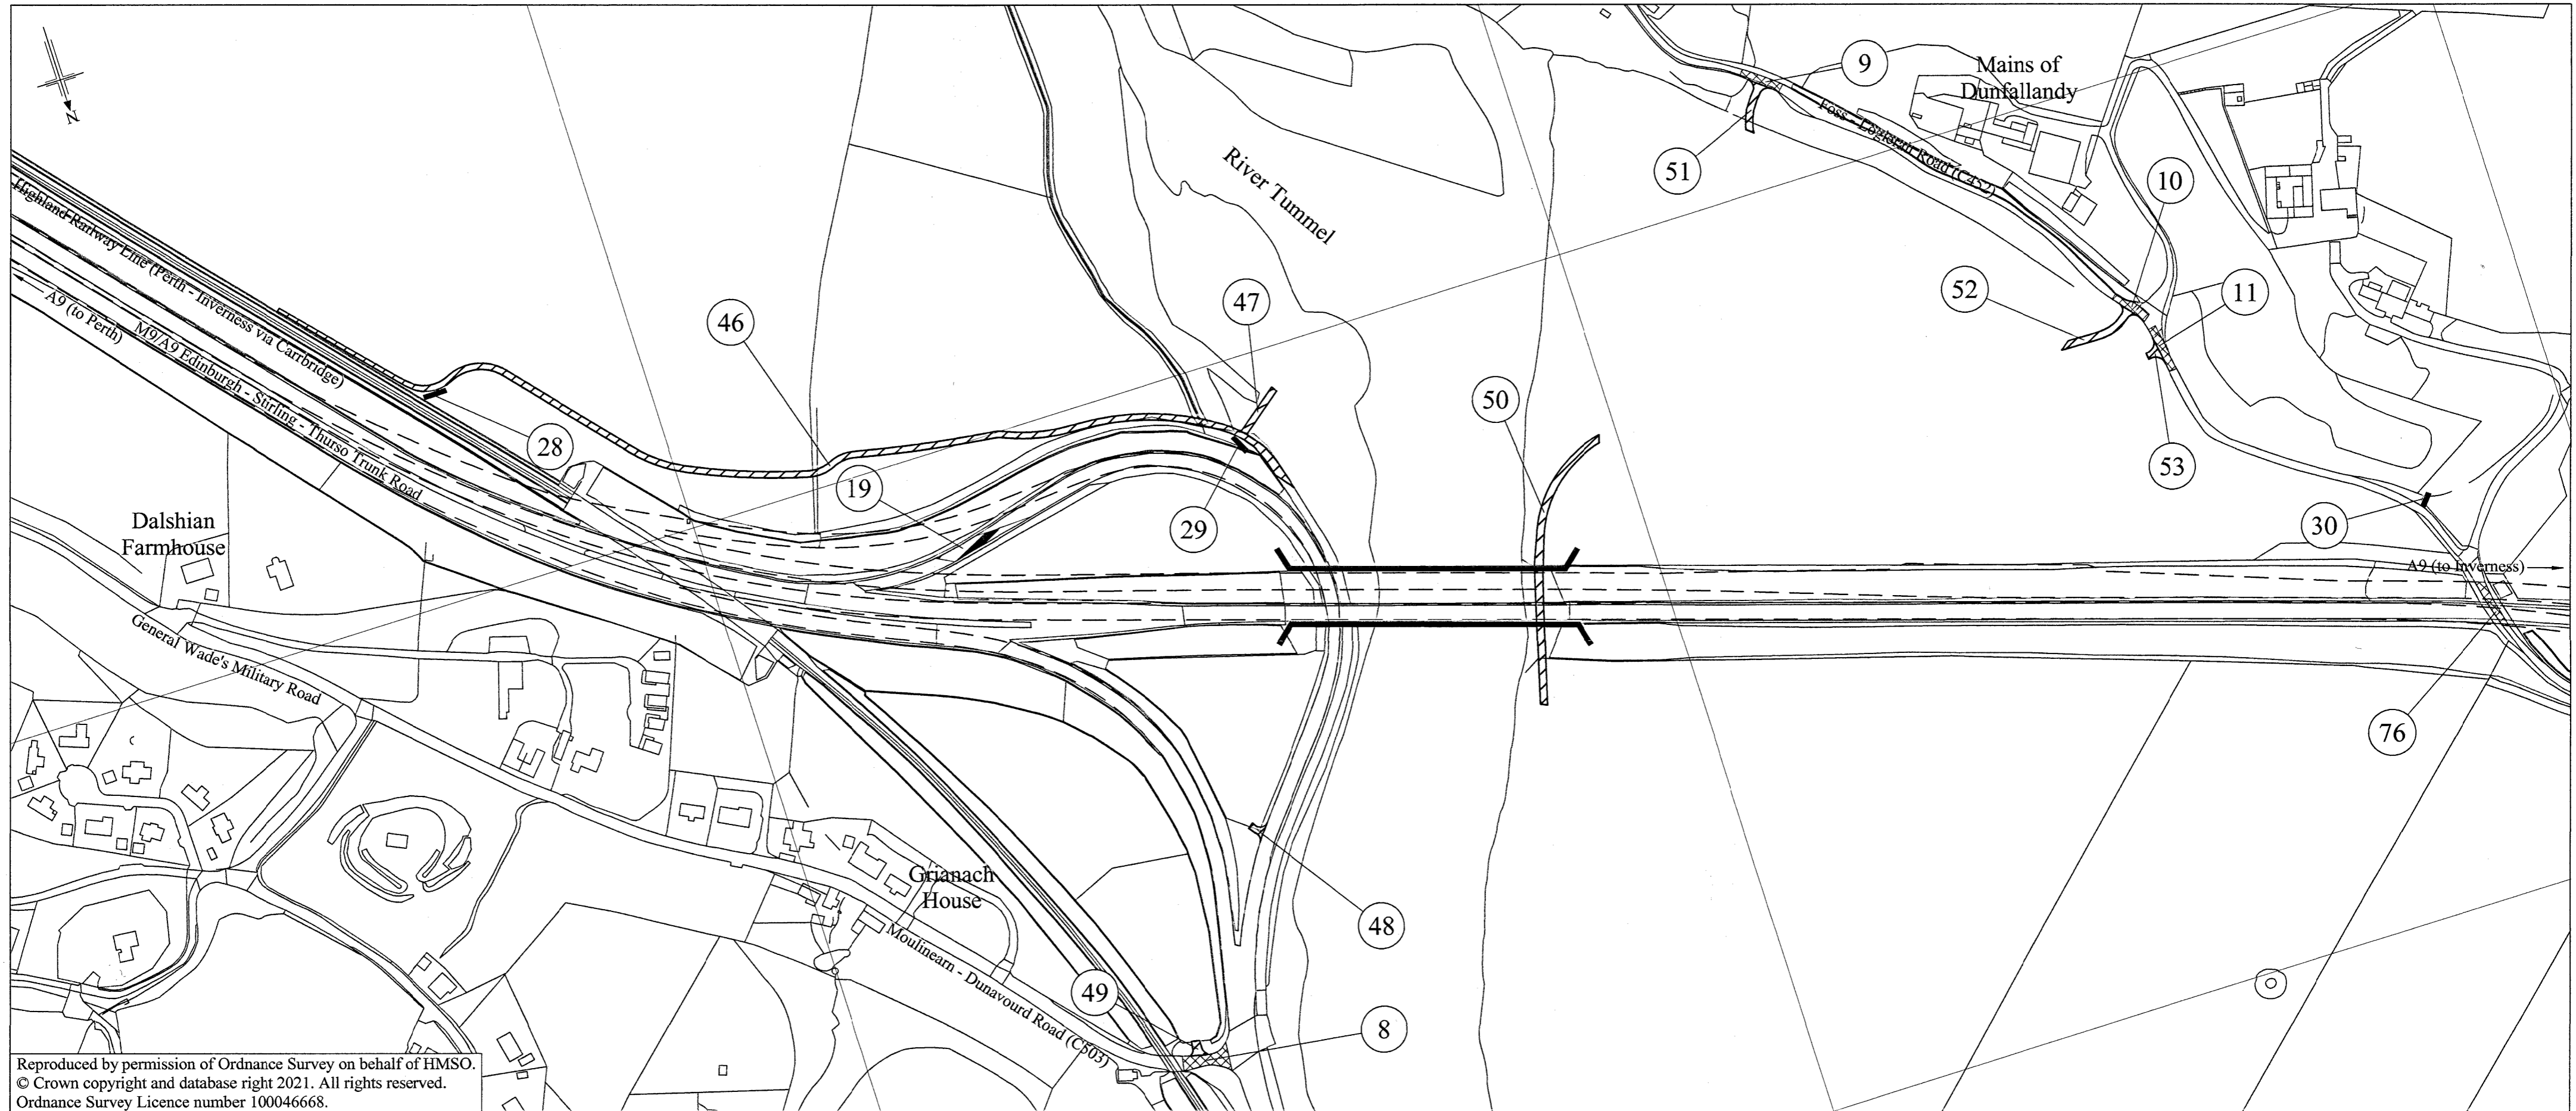 N
9
Mains of
Dunfallandy
Foss - Logierait Road (C452)
51
10
River Tummel
Highland Railway Line (Perth - Inverness via Carrbridge)
A9 (to Perth)
M9/A9 Edinburgh - Stirling - Thurso Trunk Road
46
47
52
11
28
19
29
50
53
30
A9 (to Inverness)
Dalshian
Farmhouse
General Wade's Military Road
76
Grianach
House
48
Moulinearn - Dunavourd Road (C503)
49
8
Reproduced by permission of Ordnance Survey on behalf of HMSO.
© Crown copyright and database right 2021. All rights reserved.
Ordnance Survey Licence number 100046668.